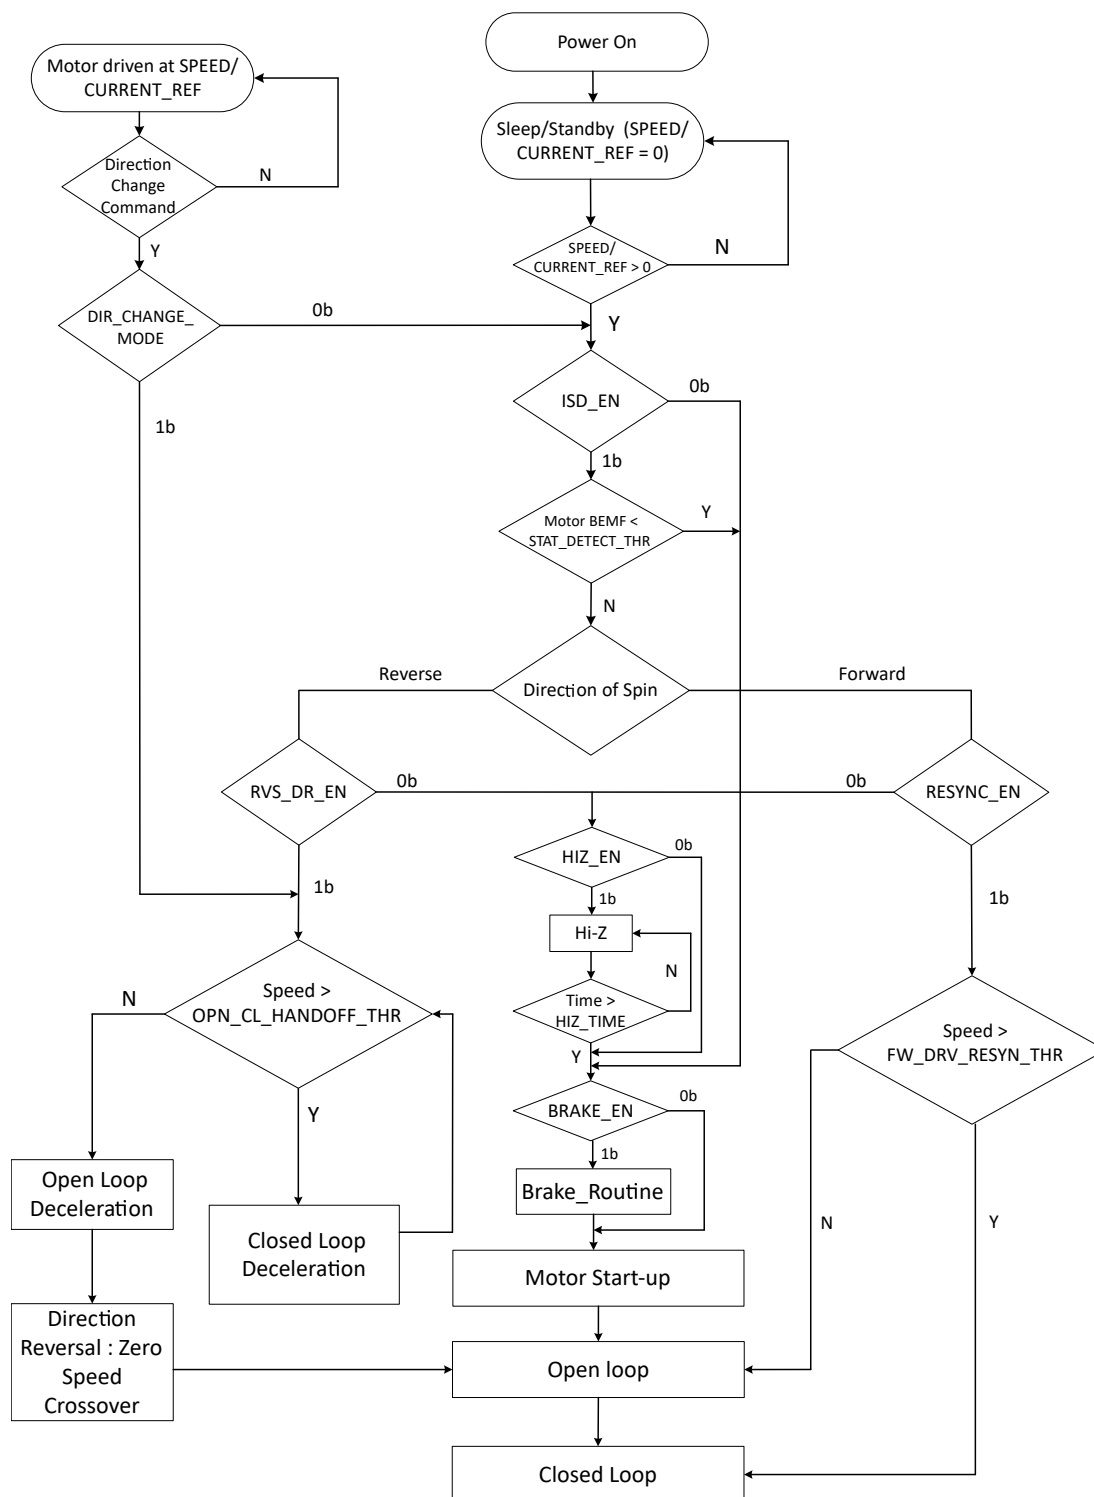 Power On
Motor driven at SPEED/
CURRENT_REF
Sleep/Standby (SPEED/
CURRENT_REF = 0)
Direction
Change
Command
N
Y
SPEED/
CURRENT_REF > 0
N
Y
DIR_CHANGE_
MODE
0b
1b
ISD_EN
0b
1b
Motor BEMF <
STAT_DETECT_THR
Y
N
Direction of Spin
Reverse
Forward
RVS_DR_EN
0b
1b
RESYNC_EN
0b
1b
HIZ_EN
0b
1b
Hi-Z
N
Time >
HIZ_TIME
Y
Speed >
OPN_CL_HANDOFF_THR
N
Y
Speed >
FW_DRV_RESYN_THR
N
Y
BRAKE_EN
0b
1b
Brake_Routine
Open Loop
Deceleration
Closed Loop
Deceleration
Motor Start-up
Direction
Reversal : Zero
Speed
Crossover
Open loop
Closed Loop